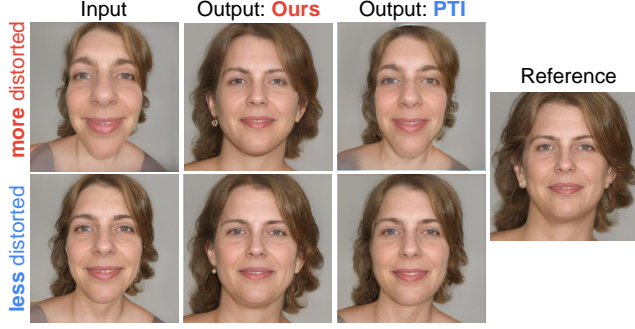 Input
Output: Ours
Output: PTI
Reference
more distorted
less distorted